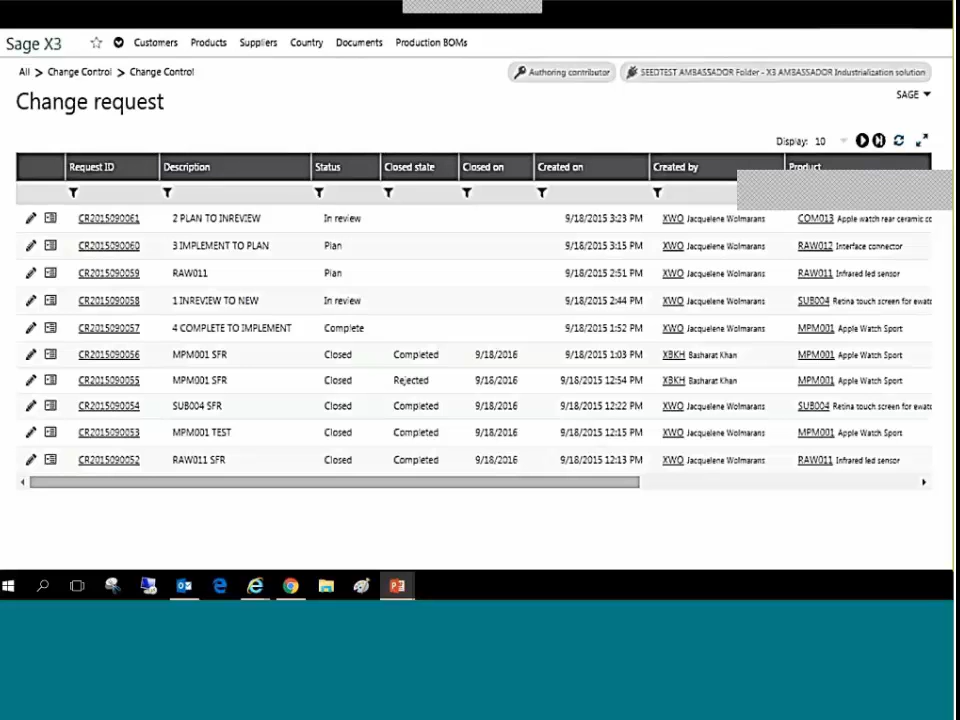 Sage X3 Customers Products Suppliers Country Documents Production BOMs
All > Change Control > Change Control Authoring contributor SEEDTEST AMBASSADOR Folder - X3 AMBASSADOR Industrialization solution
SAGE
Change request
Display: 10
Request ID Description Status Closed state Closed on Created on Created by Product
CR2015090061 2 PLAN TO INREVIEW In review 9/18/2015 3:23 PM XWO Jacquelene Wolmarans COM013 Apple watch rear ceramic cc
CR2015090060 3 IMPLEMENT TO PLAN Plan 9/18/2015 3:15 PM XWO Jacquelene Wolmarans RAW012 Interface connector
CR2015090059 RAW011 Plan 9/18/2015 2:51 PM XWO Jacquelene Wolmarans RAW011 Infrared led sensor
CR2015090058 1 INREVIEW TO NEW In review 9/18/2015 2:44 PM XWO Jacquelene Wolmarans SUB004 Retina touch screen for ewatc
CR2015090057 4 COMPLETE TO IMPLEMENT Complete 9/18/2015 1:52 PM XWO Jacquelene Wolmarans MPM001 Apple Watch Sport
CR2015090056 MPM001 SFR Closed Completed 9/18/2016 9/18/2015 1:03 PM XBKH Basharat Khan MPM001 Apple Watch Sport
CR2015090055 MPM001 SFR Closed Rejected 9/18/2016 9/18/2015 12:54 PM XBKH Basharat Khan MPM001 Apple Watch Sport
CR2015090054 SUB004 SFR Closed Completed 9/18/2016 9/18/2015 12:22 PM XWO Jacquelene Wolmarans SUB004 Retina touch screen for ewatc
CR2015090053 MPM001 TEST Closed Completed 9/18/2016 9/18/2015 12:15 PM XWO Jacquelene Wolmarans MPM001 Apple Watch Sport
CR2015090052 RAW011 SFR Closed Completed 9/18/2016 9/18/2015 12:13 PM XWO Jacquelene Wolmarans RAW011 Infrared led sensor